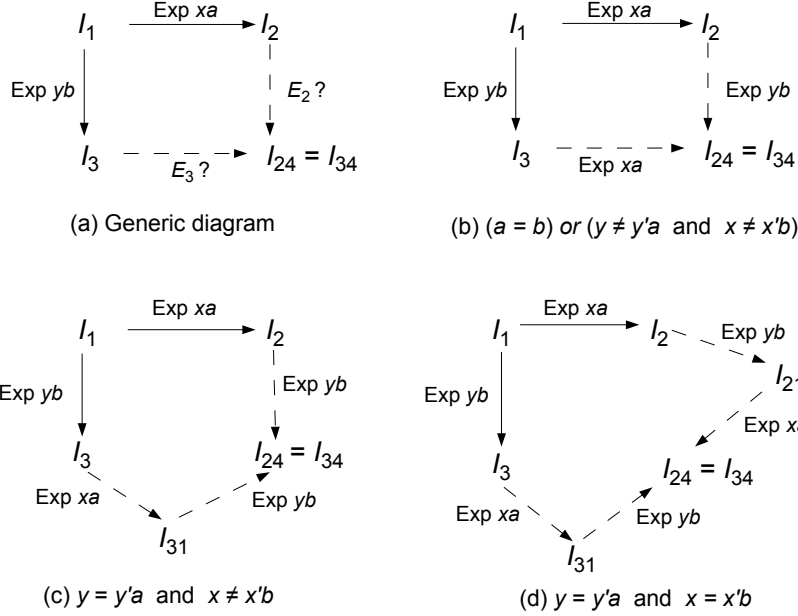 Exp xa
I1 I2
Exp yb E2 ?
I3 I24 = I34
E3 ?
(a) Generic diagram
Exp xa
I1 I2
Exp yb Exp yb
I3 I24 = I34
Exp xa
(b) (a = b) or (y ≠ y'a and x ≠ x'b)
Exp xa
I1 I2
Exp yb Exp yb
I3 I24 = I34
Exp xa Exp yb
I31
(c) y = y'a and x ≠ x'b
Exp xa
I1 I2 Exp yb
Exp yb I21
Exp xa
I3 I24 = I34
Exp xa Exp yb
I31
(d) y = y'a and x = x'b